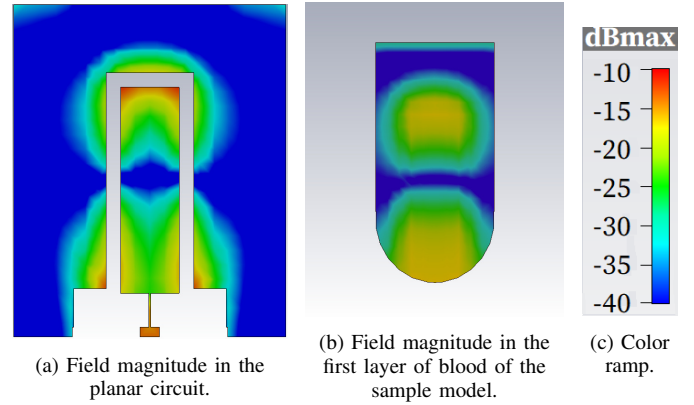 dBmax
-10
-15
-20
-25
-30
-35
-40
(a) Field magnitude in the
planar circuit.
(b) Field magnitude in the
first layer of blood of the
sample model.
(c) Color
ramp.